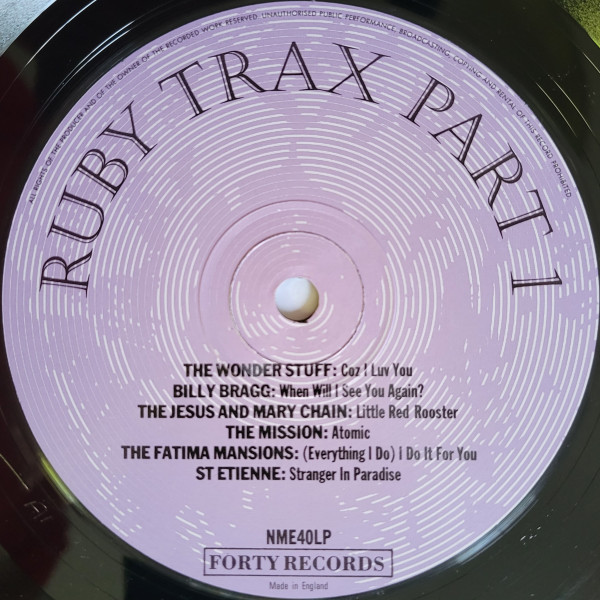 ALL RIGHTS OF THE PRODUCER AND OF THE OWNER OF THE RECORDED WORK RESERVED. UNAUTHORISED PUBLIC PERFORMANCE, BROADCASTING, COPYING AND RENTAL OF THIS RECORD PROHIBITED
RUBY TRAX PART 1
THE WONDER STUFF: Coz I Luv You
BILLY BRAGG: When Will I See You Again?
THE JESUS AND MARY CHAIN: Little Red Rooster
THE MISSION: Atomic
THE FATIMA MANSIONS: (Everything I Do) I Do It For You
ST ETIENNE: Stranger In Paradise
NME40LP
FORTY RECORDS
Made in England